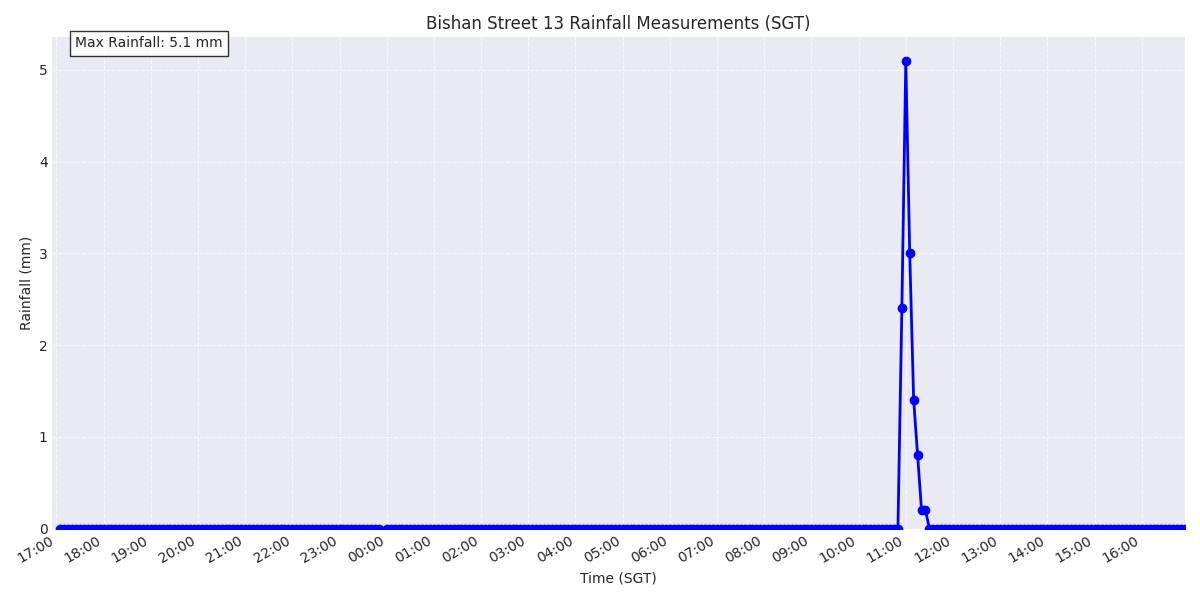 Bishan Street 13 Rainfall Measurements (SGT)
Max Rainfall: 5.1 mm
5
4
3
2
1
0
Rainfall (mm)
17:00 18:00 19:00 20:00 21:00 22:00 23:00 00:00 01:00 02:00 03:00 04:00 05:00 06:00 07:00 08:00 09:00 10:00 11:00 12:00 13:00 14:00 15:00 16:00
Time (SGT)